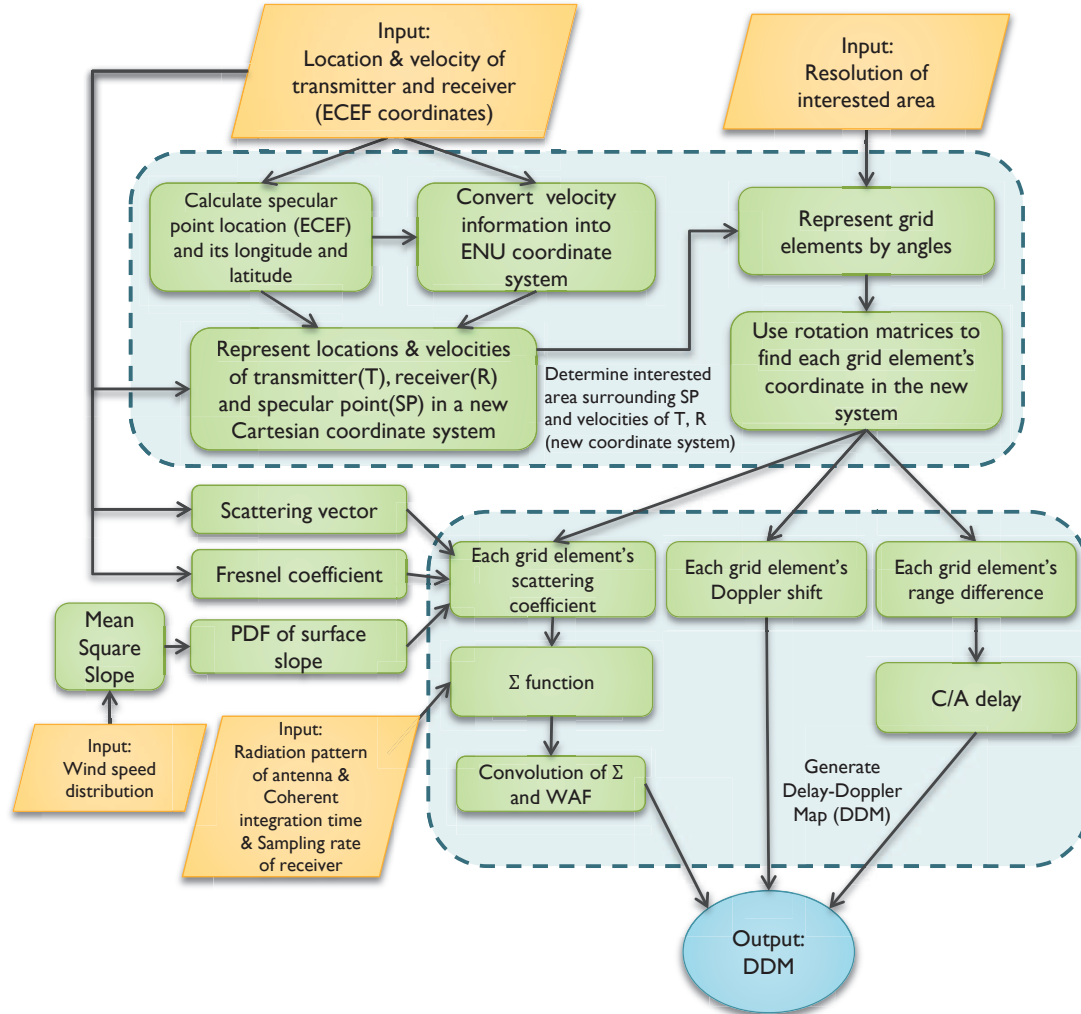 Input:
Location & velocity of
transmitter and receiver
(ECEF coordinates)
Input:
Resolution of
interested area
Calculate specular
point location (ECEF)
and its longitude and
latitude
Convert velocity
information into
ENU coordinate
system
Represent grid
elements by angles
Represent locations & velocities
of transmitter(T), receiver(R)
and specular point(SP) in a new
Cartesian coordinate system
Determine interested
area surrounding SP
and velocities of T, R
(new coordinate system)
Use rotation matrices to
find each grid element's
coordinate in the new
system
Scattering vector
Fresnel coefficient
Mean
Square
Slope
PDF of surface
slope
Each grid element's
scattering
coefficient
Each grid element's
Doppler shift
Each grid element's
range difference
Σ function
C/A delay
Input:
Wind speed
distribution
Input:
Radiation pattern
of antenna &
Coherent
integration time
& Sampling rate
of receiver
Convolution of Σ
and WAF
Generate
Delay-Doppler
Map (DDM)
Output:
DDM